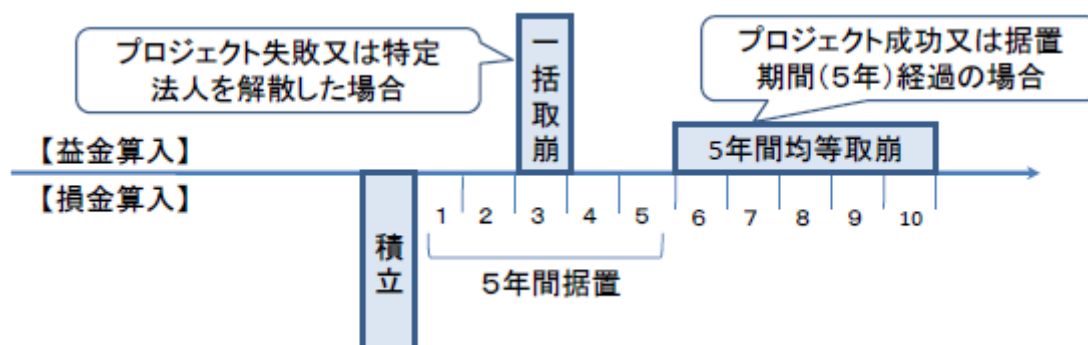 プロジェクト失敗又は特定
法人を解散した場合
一括取崩
プロジェクト成功又は据置
期間(5年)経過の場合
【益金算入】
5年間均等取崩
【損金算入】
積立
1 2 3 4 5 6 7 8 9 10
5年間据置